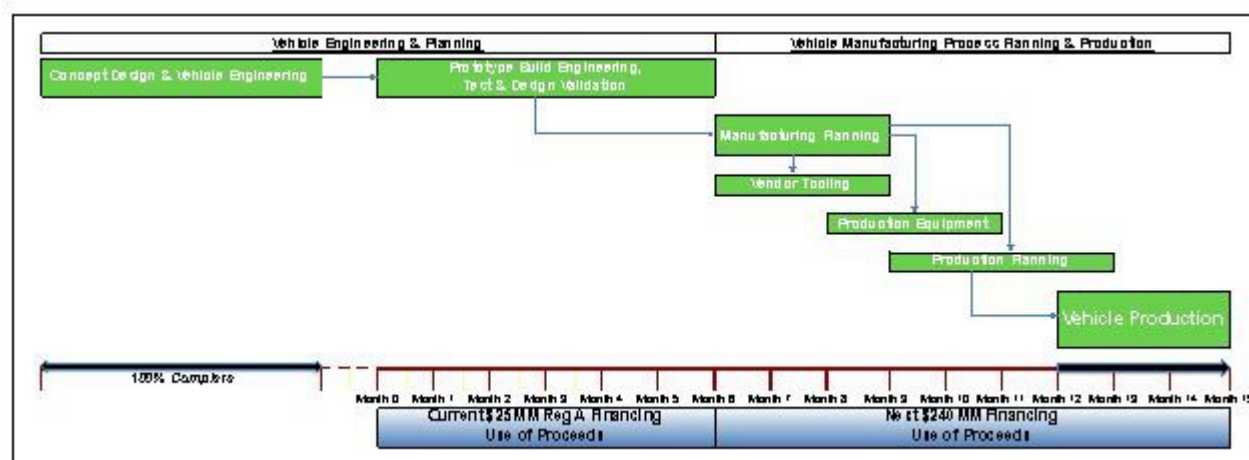 Vehicle Engineering & Planning
Vehicle Manufacturing Process Planning & Production
Concept Design & Vehicle Engineering
Prototype Build Engineering,
Test & Design Validation
Manufacturing Planning
Vendor Tooling
Production Equipment
Production Planning
Vehicle Production
100% Complete
Month 0 Month 1 Month 2 Month 3 Month 4 Month 5 Month 6 Month 7 Month 8 Month 9 Month 10 Month 11 Month 12 Month 13 Month 14 Month 15
Current $25 MM Reg A Financing
Use of Proceeds
Next $240 MM Financing
Use of Proceeds